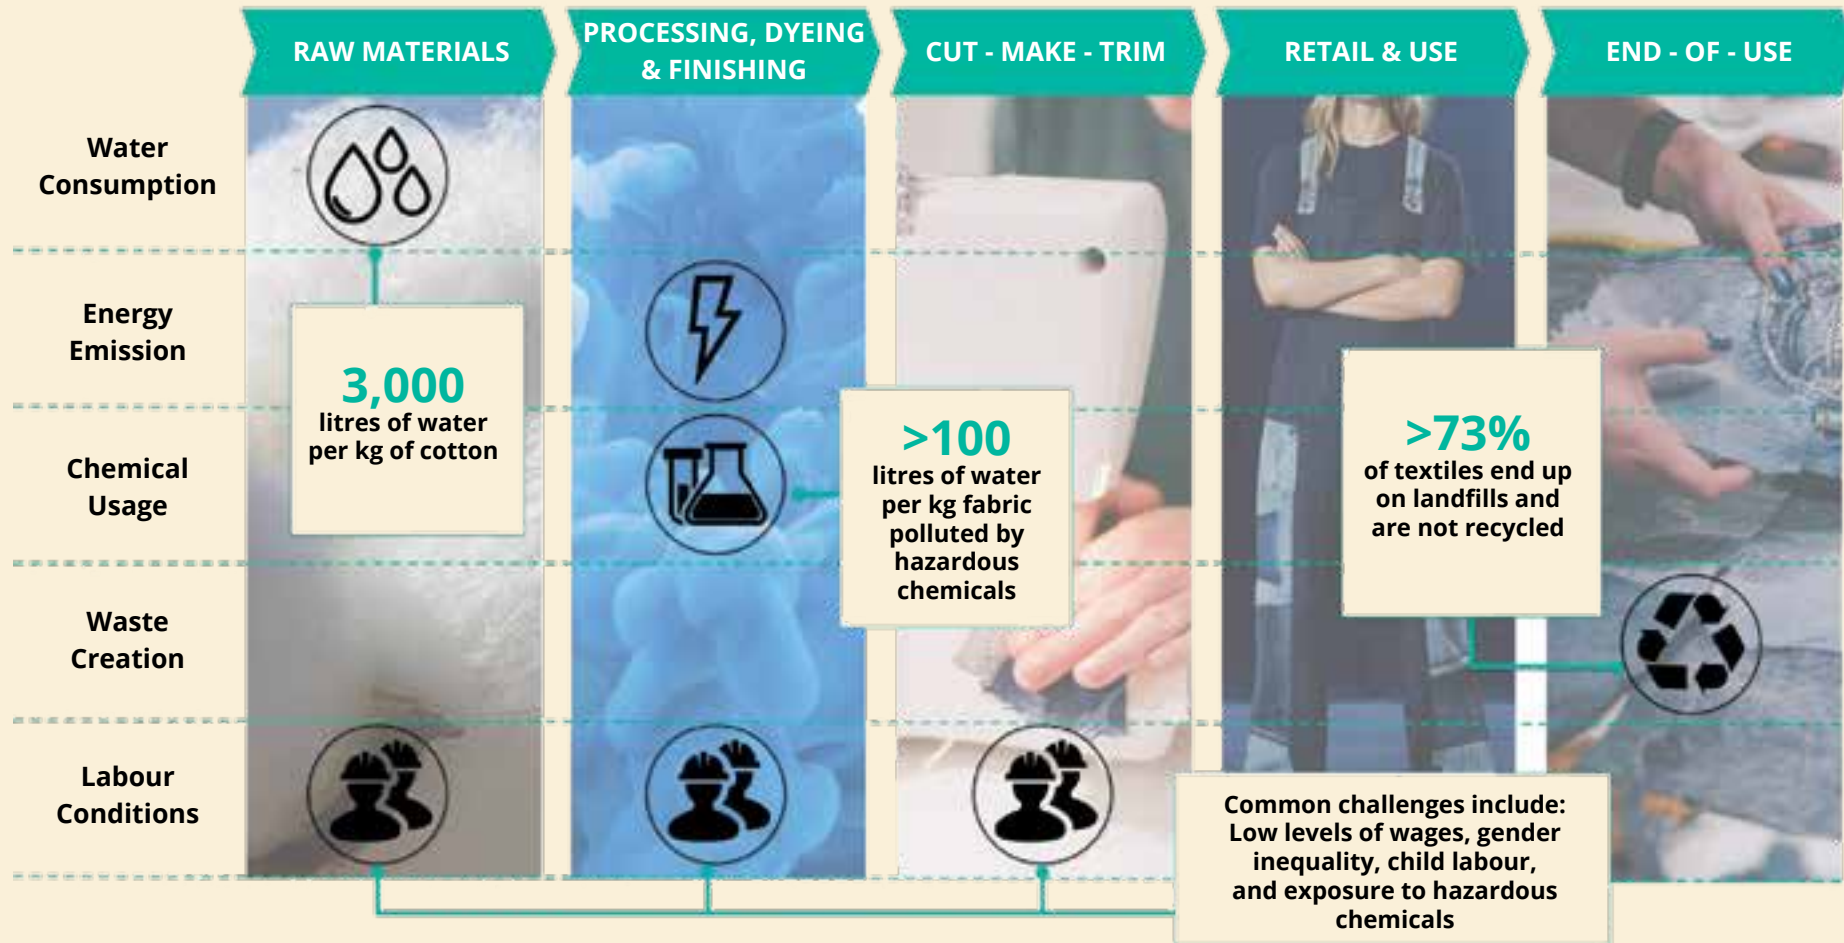 RAW MATERIALS
PROCESSING, DYEING
& FINISHING
CUT - MAKE - TRIM
RETAIL & USE
END - OF - USE
Water
Consumption
Energy
Emission
Chemical
Usage
Waste
Creation
Labour
Conditions
3,000
litres of water
per kg of cotton
>100
litres of water
per kg fabric
polluted by
hazardous
chemicals
>73%
of textiles end up
on landfills and
are not recycled
Common challenges include:
Low levels of wages, gender
inequality, child labour,
and exposure to hazardous
chemicals